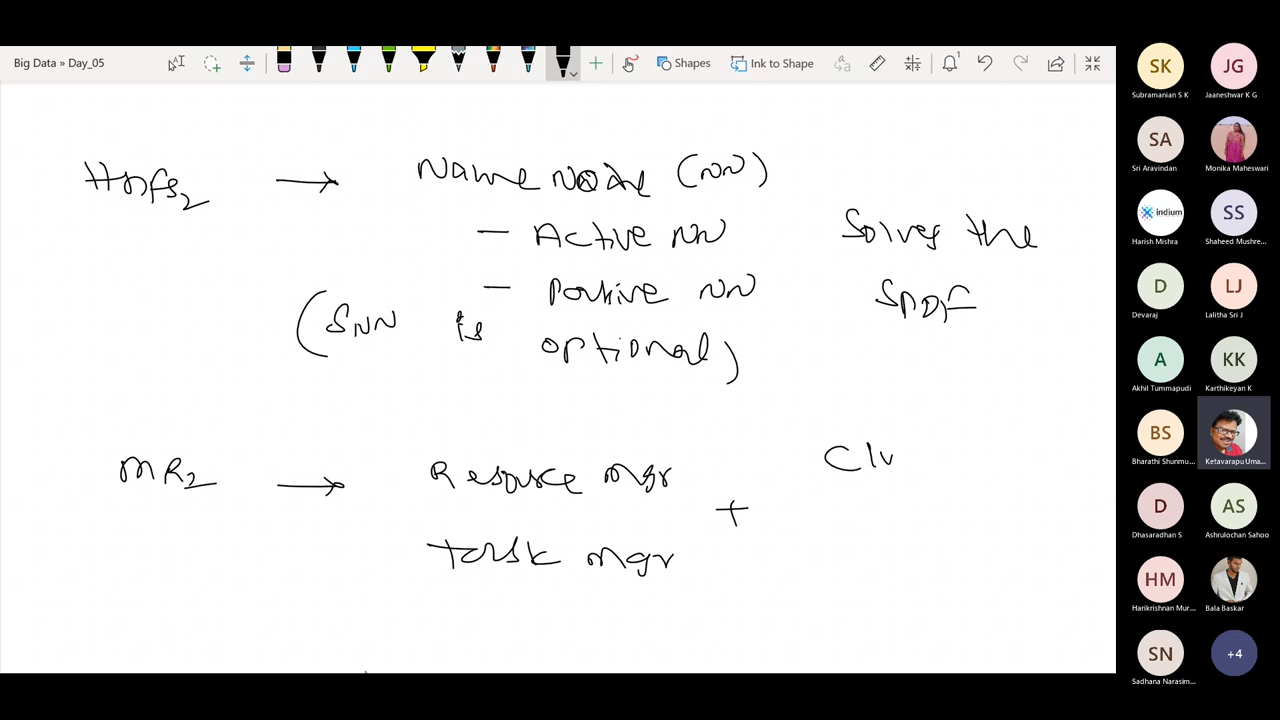 Big Data » Day_05
Shapes
Ink to Shape
1
HDFS2 → Name Node (NN)
— Active NN
— Passive NN
(SNN is optional)
Solves the
SPOF
MR2 → Resource mgr
+
task mgr
Clu
SK
Subramanian S K
JG
Jaaneshwar K G
SA
Sri Aravindan
Monika Maheswari
indium
Harish Mishra
SS
Shaheed Mushre...
D
Devaraj
LJ
Lalitha Sri J
A
Akhil Tummapudi
KK
Karthikeyan K
BS
Bharathi Shunmu...
Ketavarapu Uma...
D
Dhasaradhan S
AS
Ashrulochan Sahoo
HM
Harikrishnan Mur...
Bala Baskar
SN
Sadhana Narasim...
+4